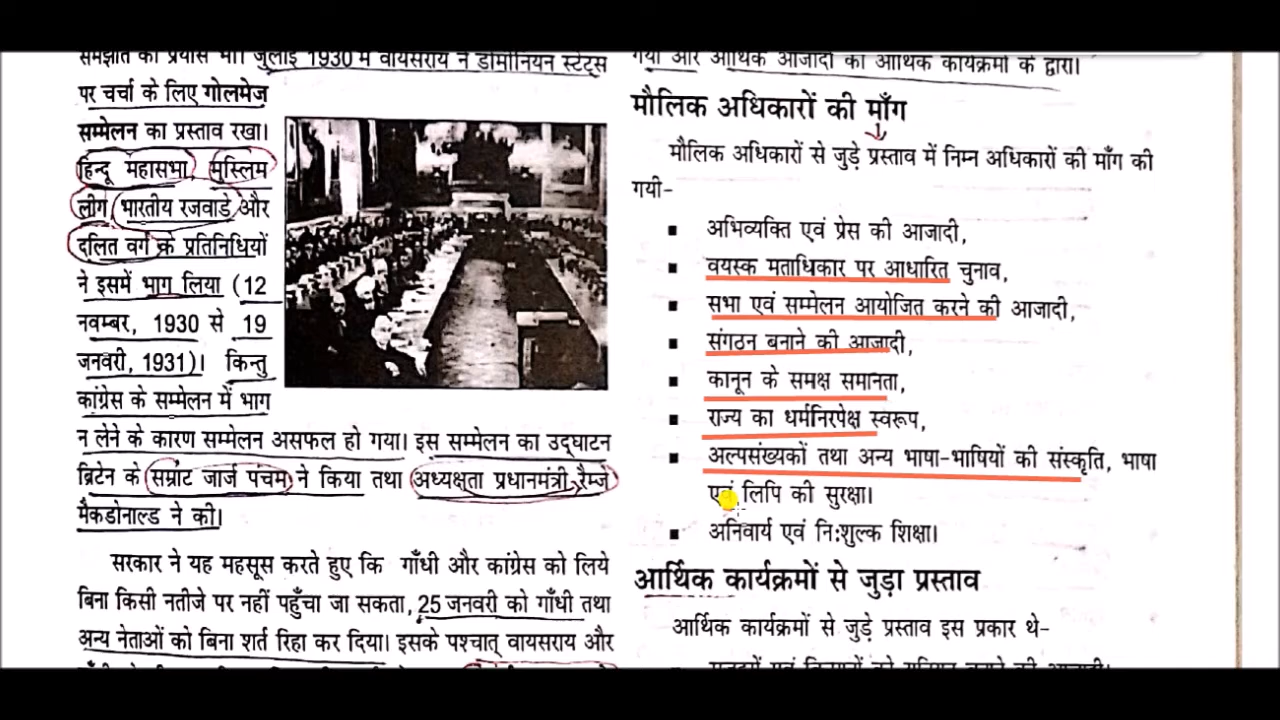 समझौते का प्रयास था। जुलाई 1930 में वायसराय ने डोमीनियन स्टेट्स
पर चर्चा के लिए गोलमेज
सम्मेलन का प्रस्ताव रखा।
हिन्दू महासभा, मुस्लिम
लीग, भारतीय रजवाडे और
दलित वर्ग के प्रतिनिधियों
ने इसमें भाग लिया (12
नवम्बर, 1930 से 19
जनवरी, 1931)। किन्तु
कांग्रेस के सम्मेलन में भाग
न लेने के कारण सम्मेलन असफल हो गया। इस सम्मेलन का उद्घाटन
ब्रिटेन के सम्राट जार्ज पंचम ने किया तथा अध्यक्षता प्रधानमंत्री रैम्जे
मैकडोनाल्ड ने की।
सरकार ने यह महसूस करते हुए कि गाँधी और कांग्रेस को लिये
बिना किसी नतीजे पर नहीं पहुँचा जा सकता, 25 जनवरी को गाँधी तथा
अन्य नेताओं को बिना शर्त रिहा कर दिया। इसके पश्चात् वायसराय और
गया और आर्थिक आजादी का आर्थिक कार्यक्रमों के द्वारा।
मौलिक अधिकारों की माँग
मौलिक अधिकारों से जुड़े प्रस्ताव में निम्न अधिकारों की माँग की
गयी-
▪ अभिव्यक्ति एवं प्रेस की आजादी,
▪ वयस्क मताधिकार पर आधारित चुनाव,
▪ सभा एवं सम्मेलन आयोजित करने की आजादी,
▪ संगठन बनाने की आजादी,
▪ कानून के समक्ष समानता,
▪ राज्य का धर्मनिरपेक्ष स्वरूप,
▪ अल्पसंख्यकों तथा अन्य भाषा-भाषियों की संस्कृति, भाषा
एवं लिपि की सुरक्षा।
▪ अनिवार्य एवं नि:शुल्क शिक्षा।
आर्थिक कार्यक्रमों से जुड़ा प्रस्ताव
आर्थिक कार्यक्रमों से जुड़े प्रस्ताव इस प्रकार थे-